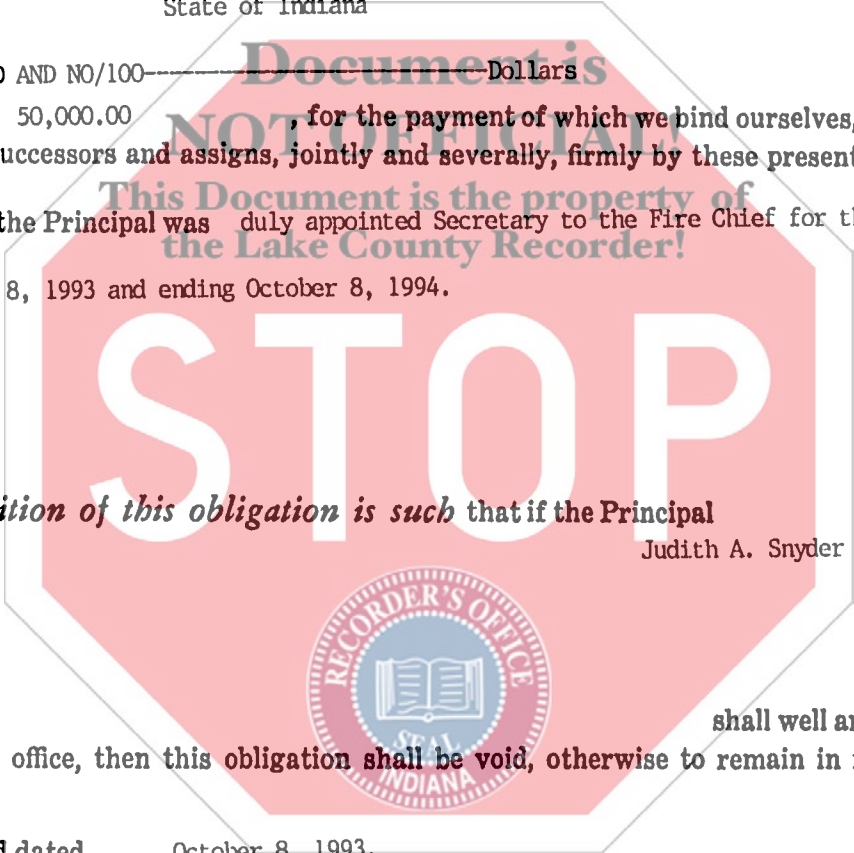 State of Indiana
AND NO/100--------------------------------Dollars
Document is
50,000.00 , for the payment of which we bind ourselves,
NOT OFFICIAL!
successors and assigns, jointly and severally, firmly by these present
This Document is the property of
the Principal was duly appointed Secretary to the Fire Chief for
the Lake County Recorder!
8, 1993 and ending October 8, 1994.
STOP
ition of this obligation is such that if the Principal
Judith A. Snyder
RECORDER'S OFFICE
shall well
SEAL
office, then this obligation shall be void, otherwise to remain in
INDIANA
dated October 8, 1993.